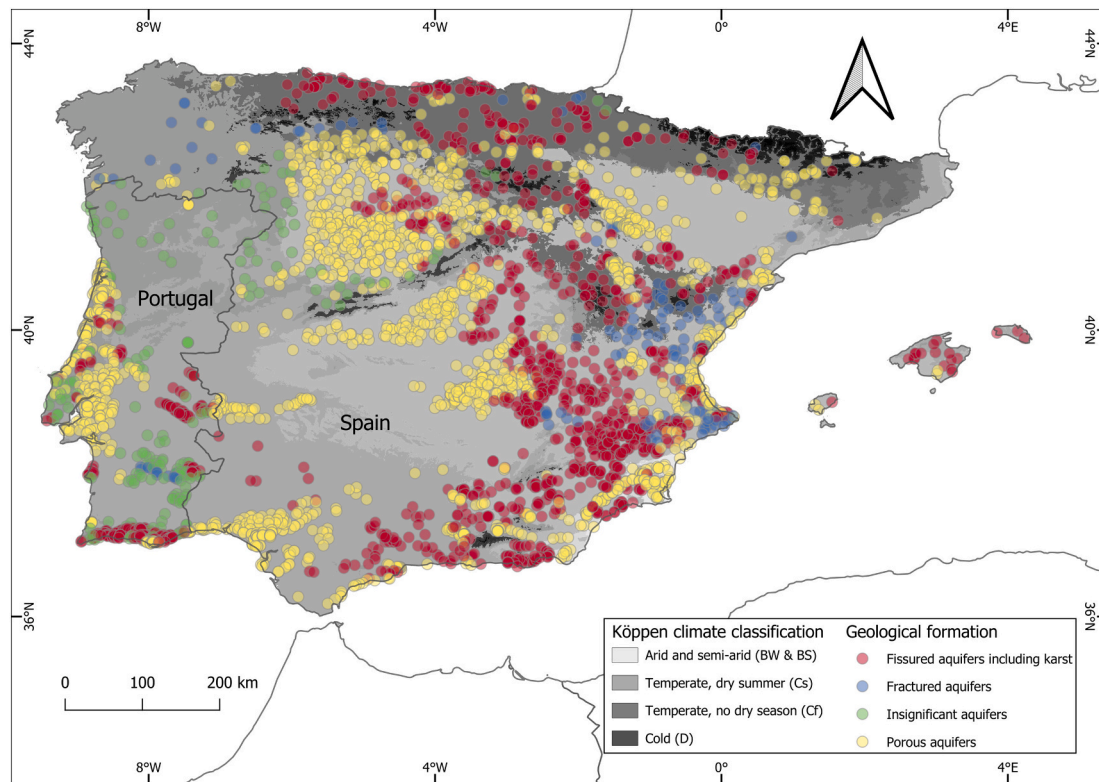 8°W 4°W 0° 4°E
44°N 44°N
Portugal
40°N 40°N
Spain
36°N 36°N
Köppen climate classification
Arid and semi-arid (BW & BS)
Temperate, dry summer (Cs)
Temperate, no dry season (Cf)
Cold (D)
Geological formation
Fissured aquifers including karst
Fractured aquifers
Insignificant aquifers
Porous aquifers
0 100 200 km
8°W 4°W 0° 4°E